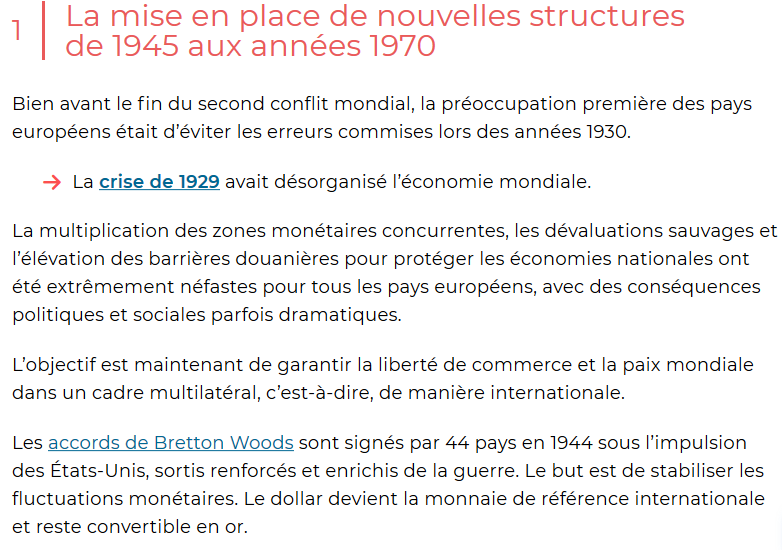 1
La mise en place de nouvelles structures
de 1945 aux années 1970
Bien avant le fin du second conflit mondial, la préoccupation première des pays
européens était d’éviter les erreurs commises lors des années 1930.
→ La crise de 1929 avait désorganisé l’économie mondiale.
La multiplication des zones monétaires concurrentes, les dévaluations sauvages et
l’élévation des barrières douanières pour protéger les économies nationales ont
été extrêmement néfastes pour tous les pays européens, avec des conséquences
politiques et sociales parfois dramatiques.
L’objectif est maintenant de garantir la liberté de commerce et la paix mondiale
dans un cadre multilatéral, c’est-à-dire, de manière internationale.
Les accords de Bretton Woods sont signés par 44 pays en 1944 sous l’impulsion
des États-Unis, sortis renforcés et enrichis de la guerre. Le but est de stabiliser les
fluctuations monétaires. Le dollar devient la monnaie de référence internationale
et reste convertible en or.